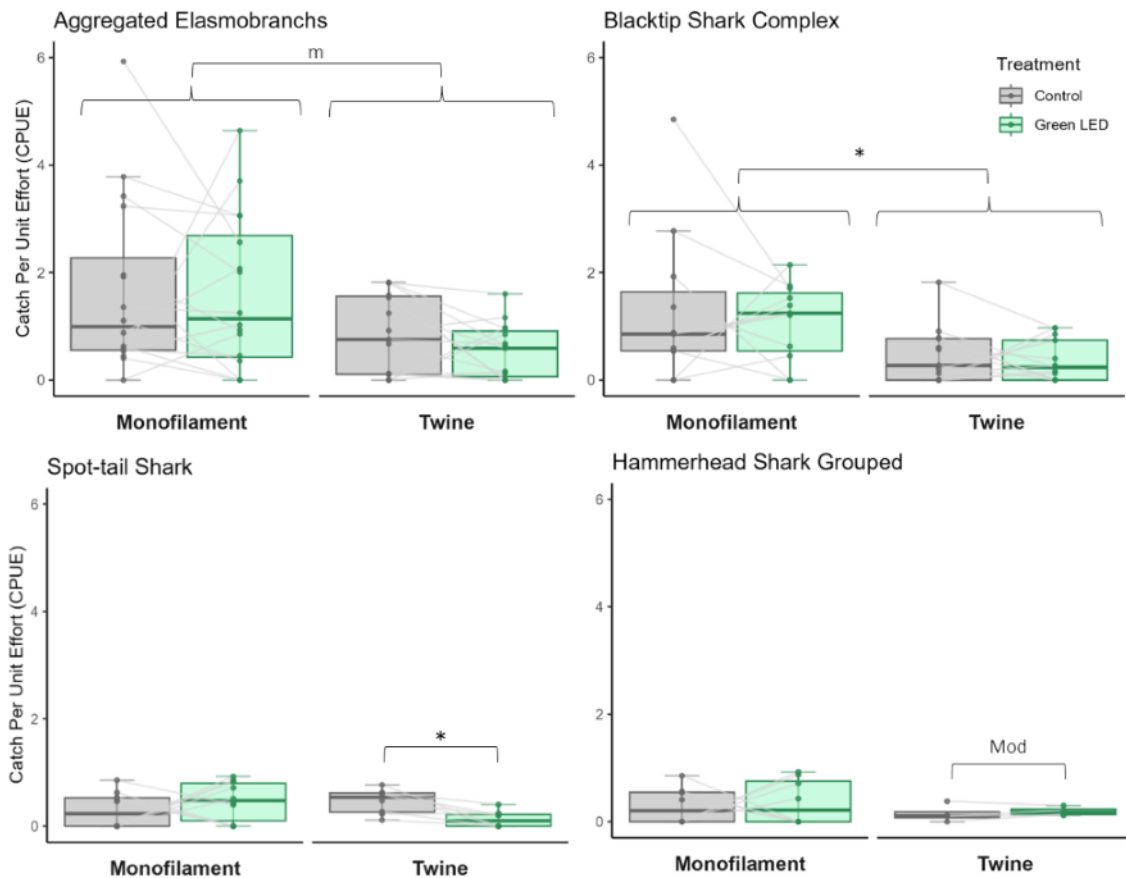 Aggregated Elasmobranchs
Blacktip Shark Complex
Catch Per Unit Effort (CPUE)
6
4
2
0
m
Monofilament
Twine
6
4
2
0
*
Treatment
Control
Green LED
Monofilament
Twine
Spot-tail Shark
Hammerhead Shark Grouped
Catch Per Unit Effort (CPUE)
6
4
2
0
*
Monofilament
Twine
6
4
2
0
Mod
Monofilament
Twine